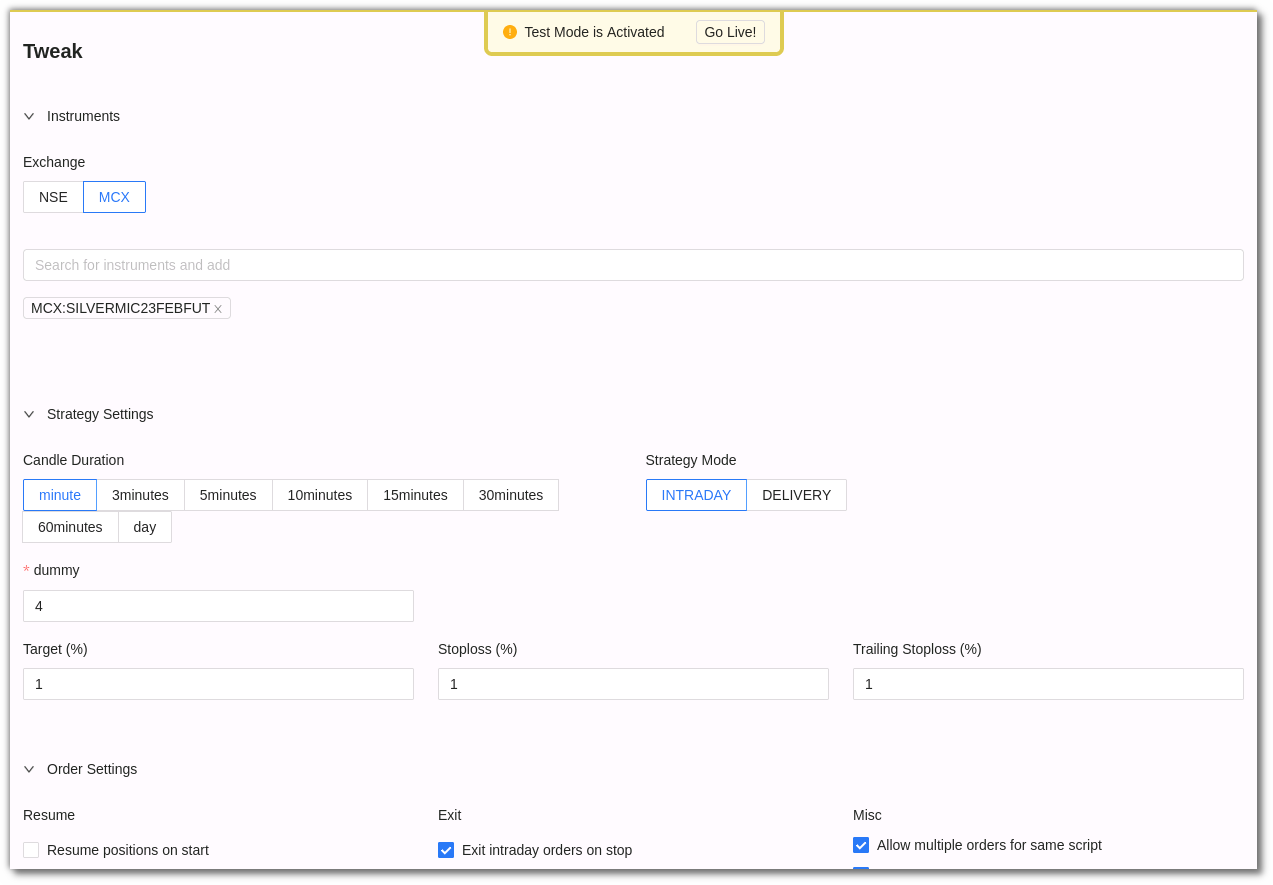 Test Mode is Activated Go Live!
Tweak
Instruments
Exchange
NSE MCX
Search for instruments and add
MCX:SILVERMIC23FEBFUT
Strategy Settings
Candle Duration Strategy Mode
minute 3minutes 5minutes 10minutes 15minutes 30minutes INTRADAY DELIVERY
60minutes day
* dummy
4
Target (%) Stoploss (%) Trailing Stoploss (%)
1 1 1
Order Settings
Resume Exit Misc
Resume positions on start Exit intraday orders on stop Allow multiple orders for same script